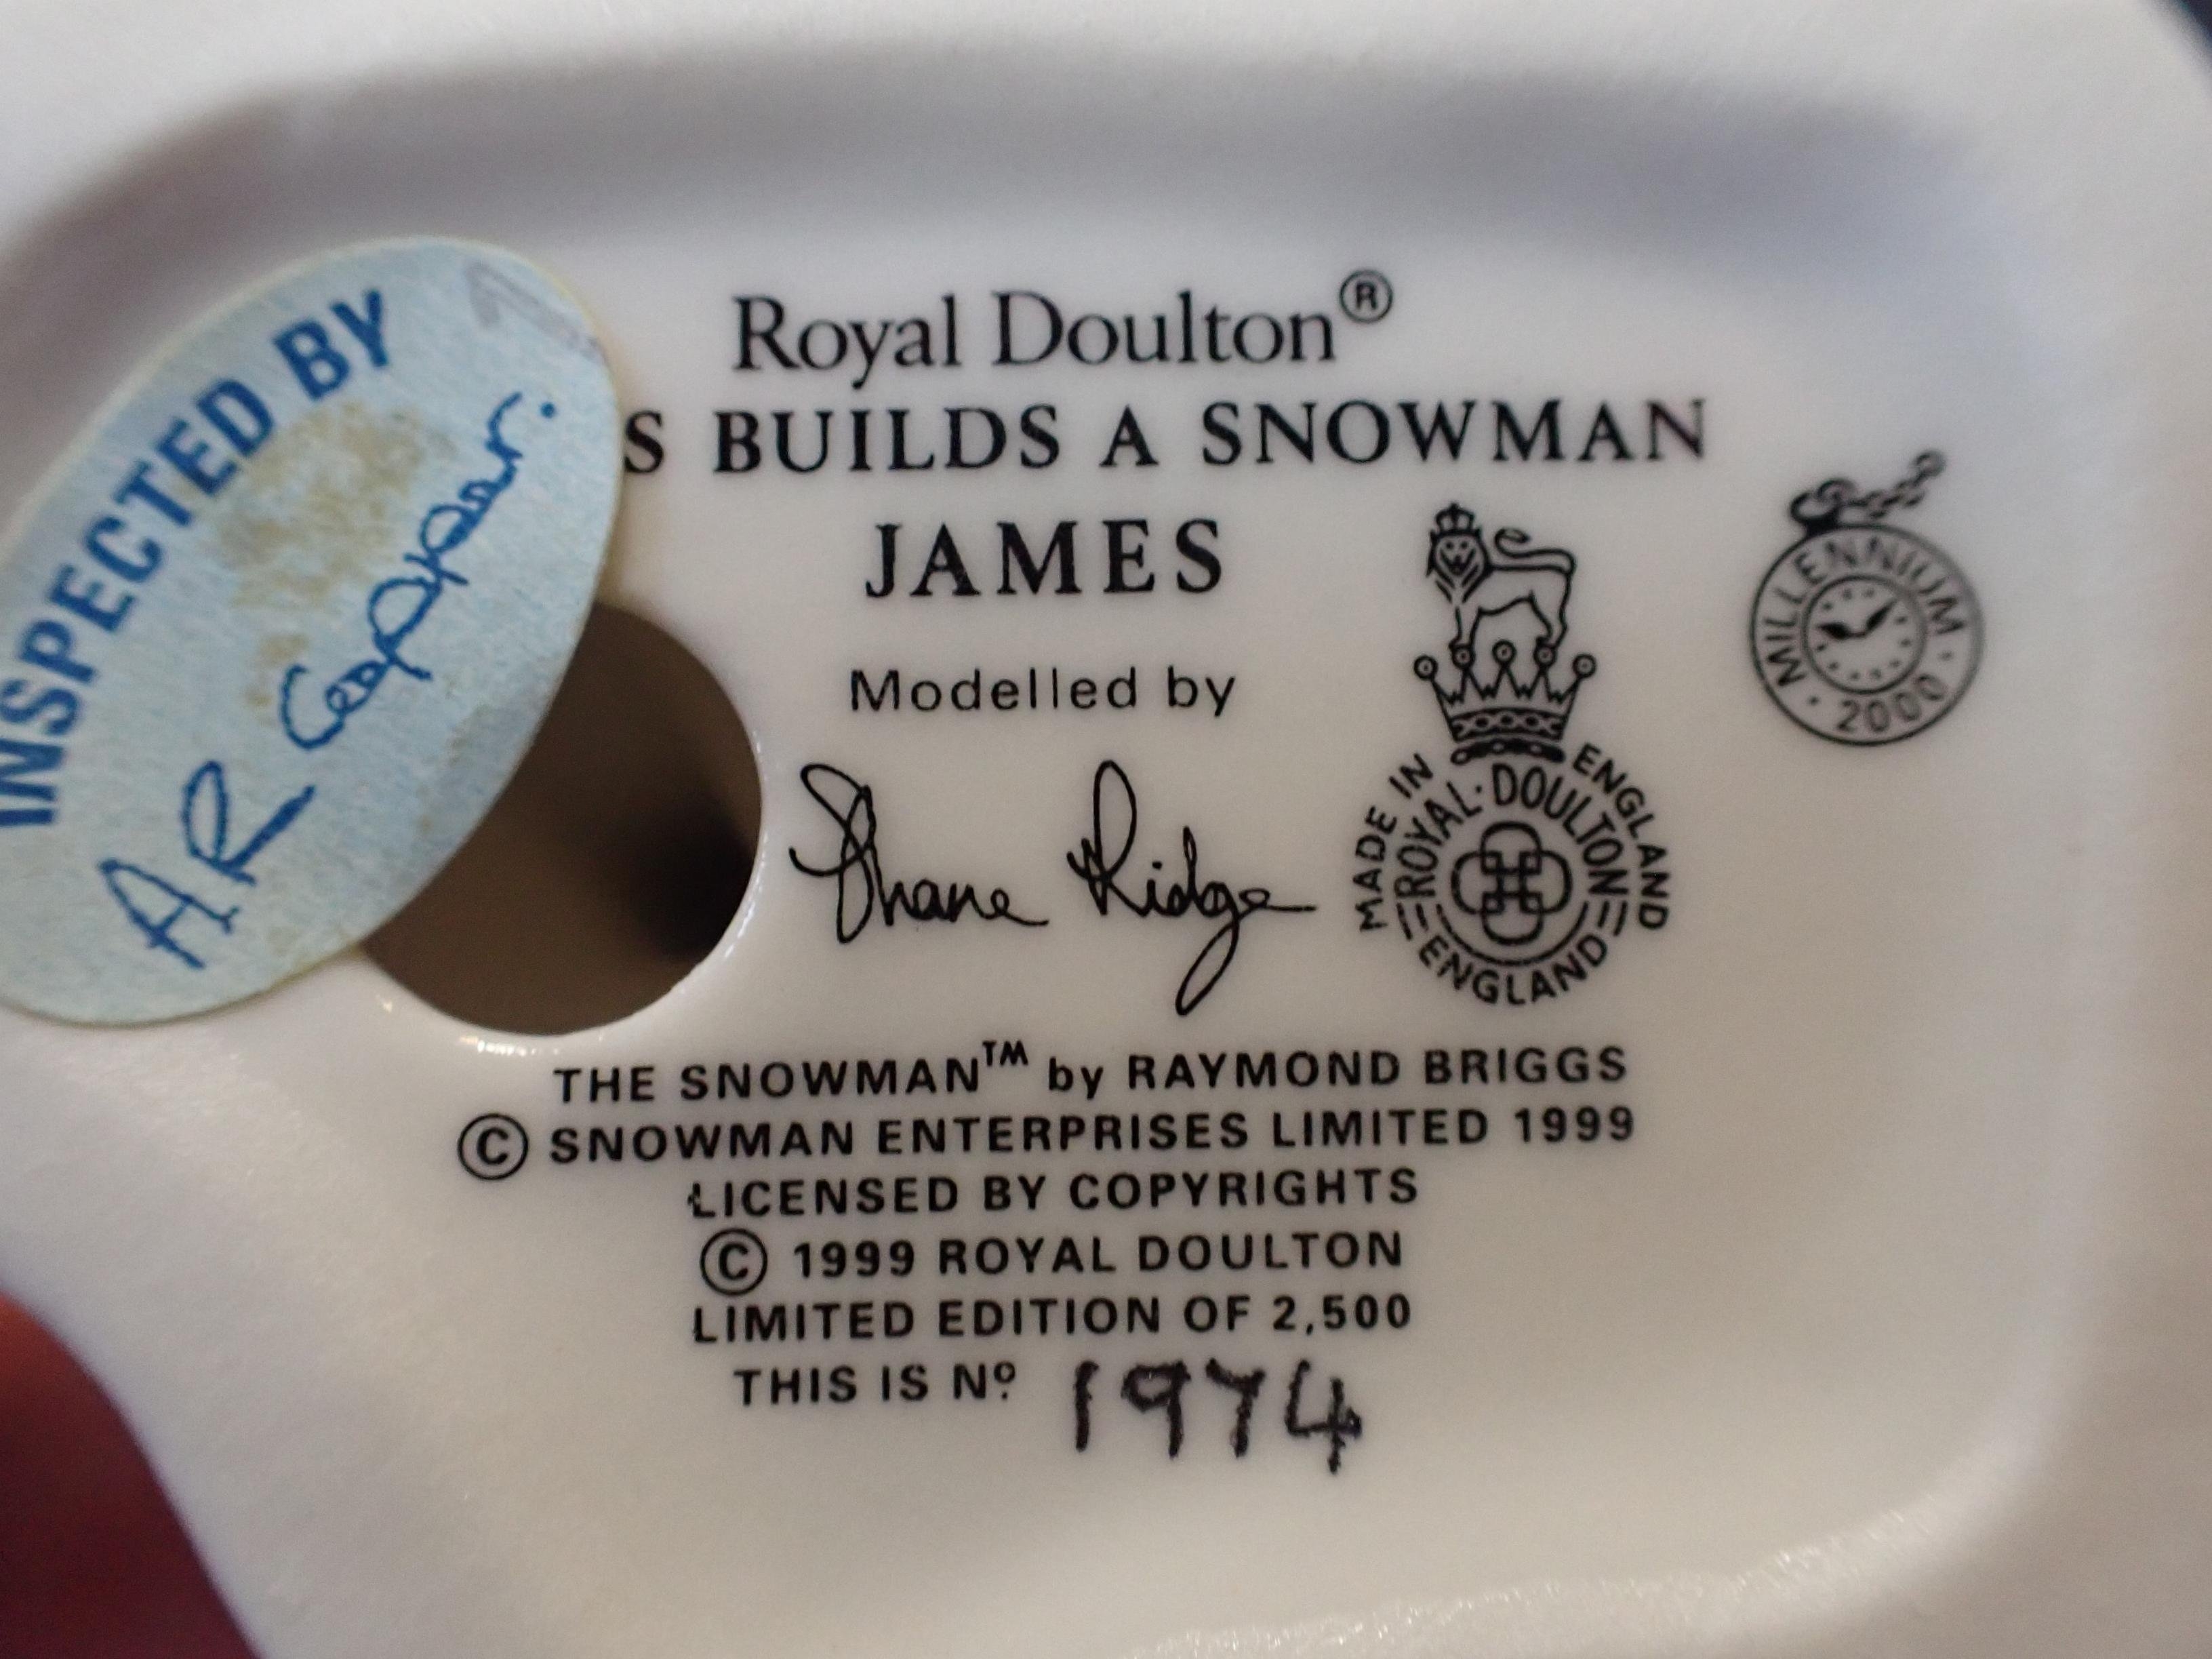 INSPECTED BY
AR
Royal Doulton®
S BUILDS A SNOWMAN
JAMES
Modelled by
Shane Ridge
MADE IN ENGLAND
ROYAL·DOULTON
ENGLAND
MILLENNIUM
· 2000 ·
THE SNOWMAN™ by RAYMOND BRIGGS
© SNOWMAN ENTERPRISES LIMITED 1999
LICENSED BY COPYRIGHTS
© 1999 ROYAL DOULTON
LIMITED EDITION OF 2,500
THIS IS Nº 1974